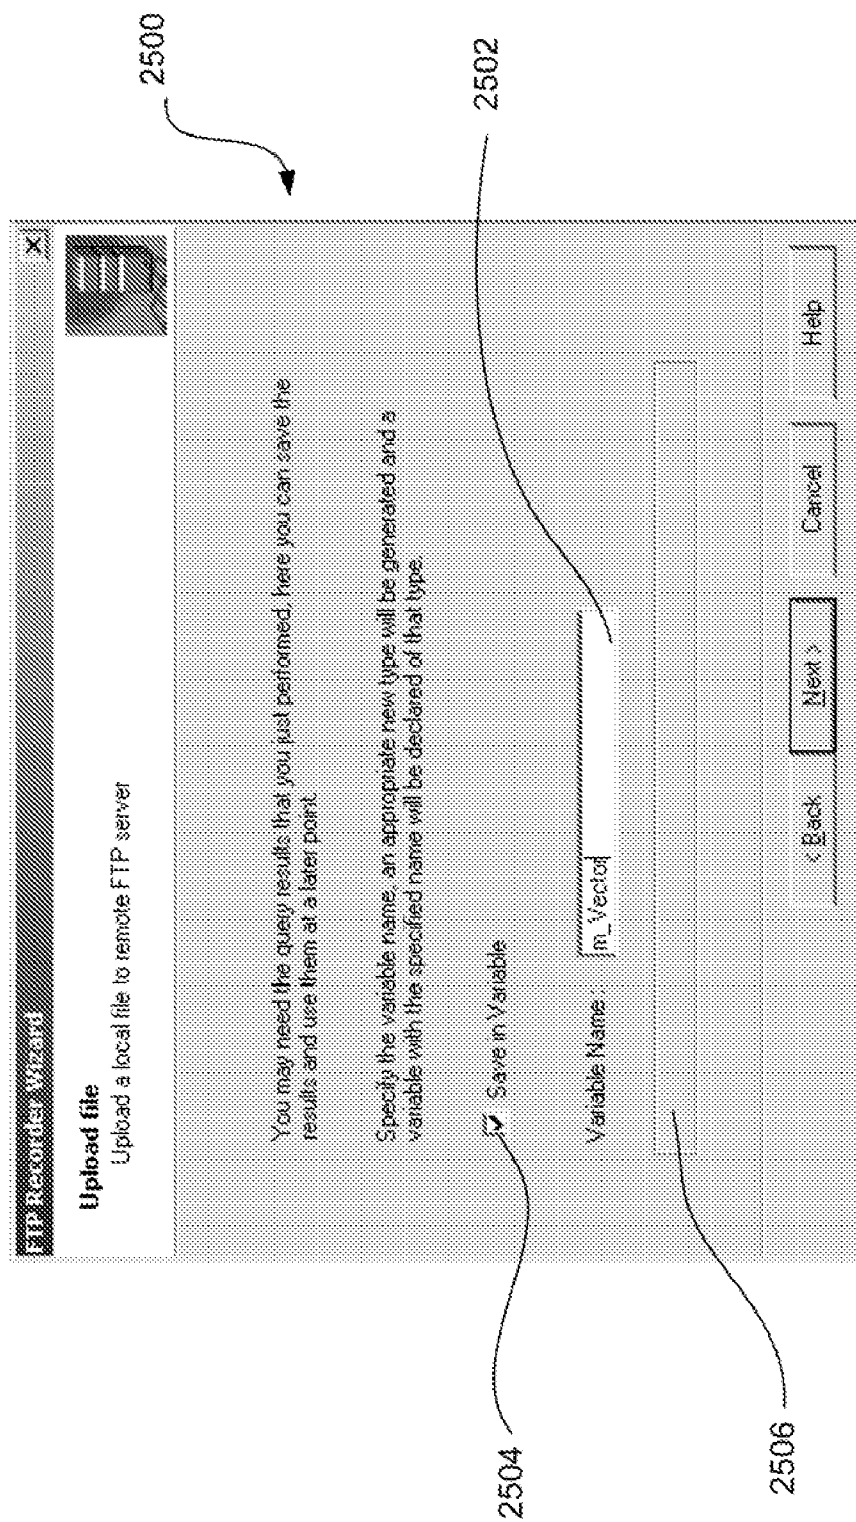 2500
FTP Recorder Wizard
X
Upload file
Upload a local file to remote FTP server
You may need the query results that you just performed, here you can save the
results and use them at a later point.
Specify the variable name, an appropriate new type will be generated and a
variable with the specified name will be declared of that type.
2504
Save in Variable
Variable Name :
m_Vector
2502
2506
< Back
Next >
Cancel
Help